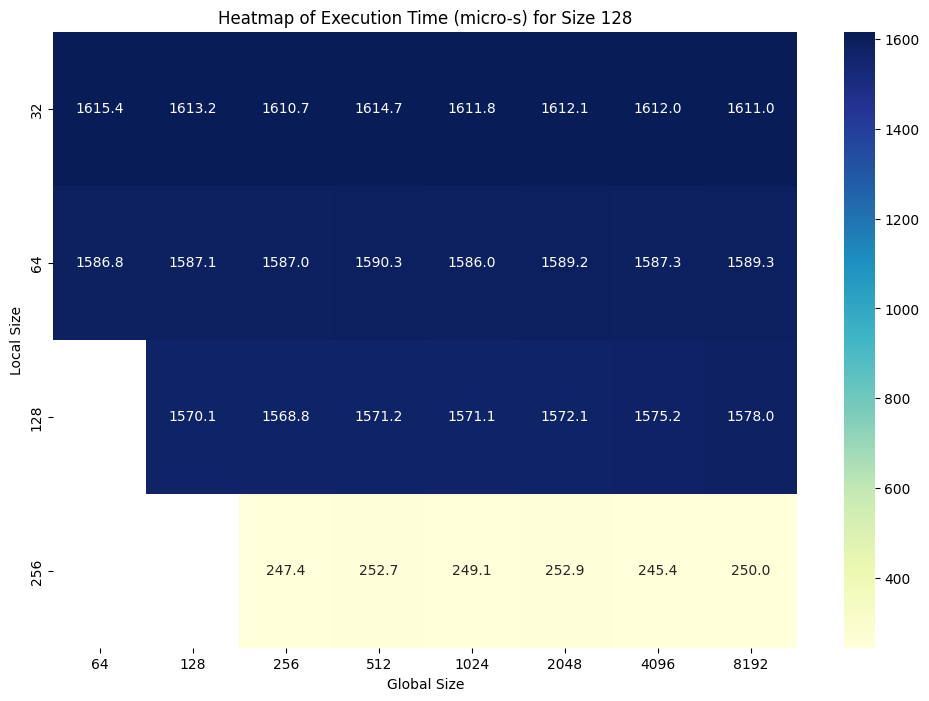 Heatmap of Execution Time (micro-s) for Size 128
Local Size
32
1615.4 1613.2 1610.7 1614.7 1611.8 1612.1 1612.0 1611.0
64
1586.8 1587.1 1587.0 1590.3 1586.0 1589.2 1587.3 1589.3
128
1570.1 1568.8 1571.2 1571.1 1572.1 1575.2 1578.0
256
247.4 252.7 249.1 252.9 245.4 250.0
64 128 256 512 1024 2048 4096 8192
Global Size
1600
1400
1200
1000
800
600
400